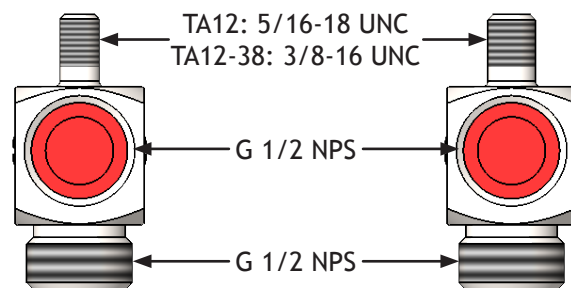 TA12: 5/16-18 UNC
TA12-38: 3/8-16 UNC
G 1/2 NPS
G 1/2 NPS